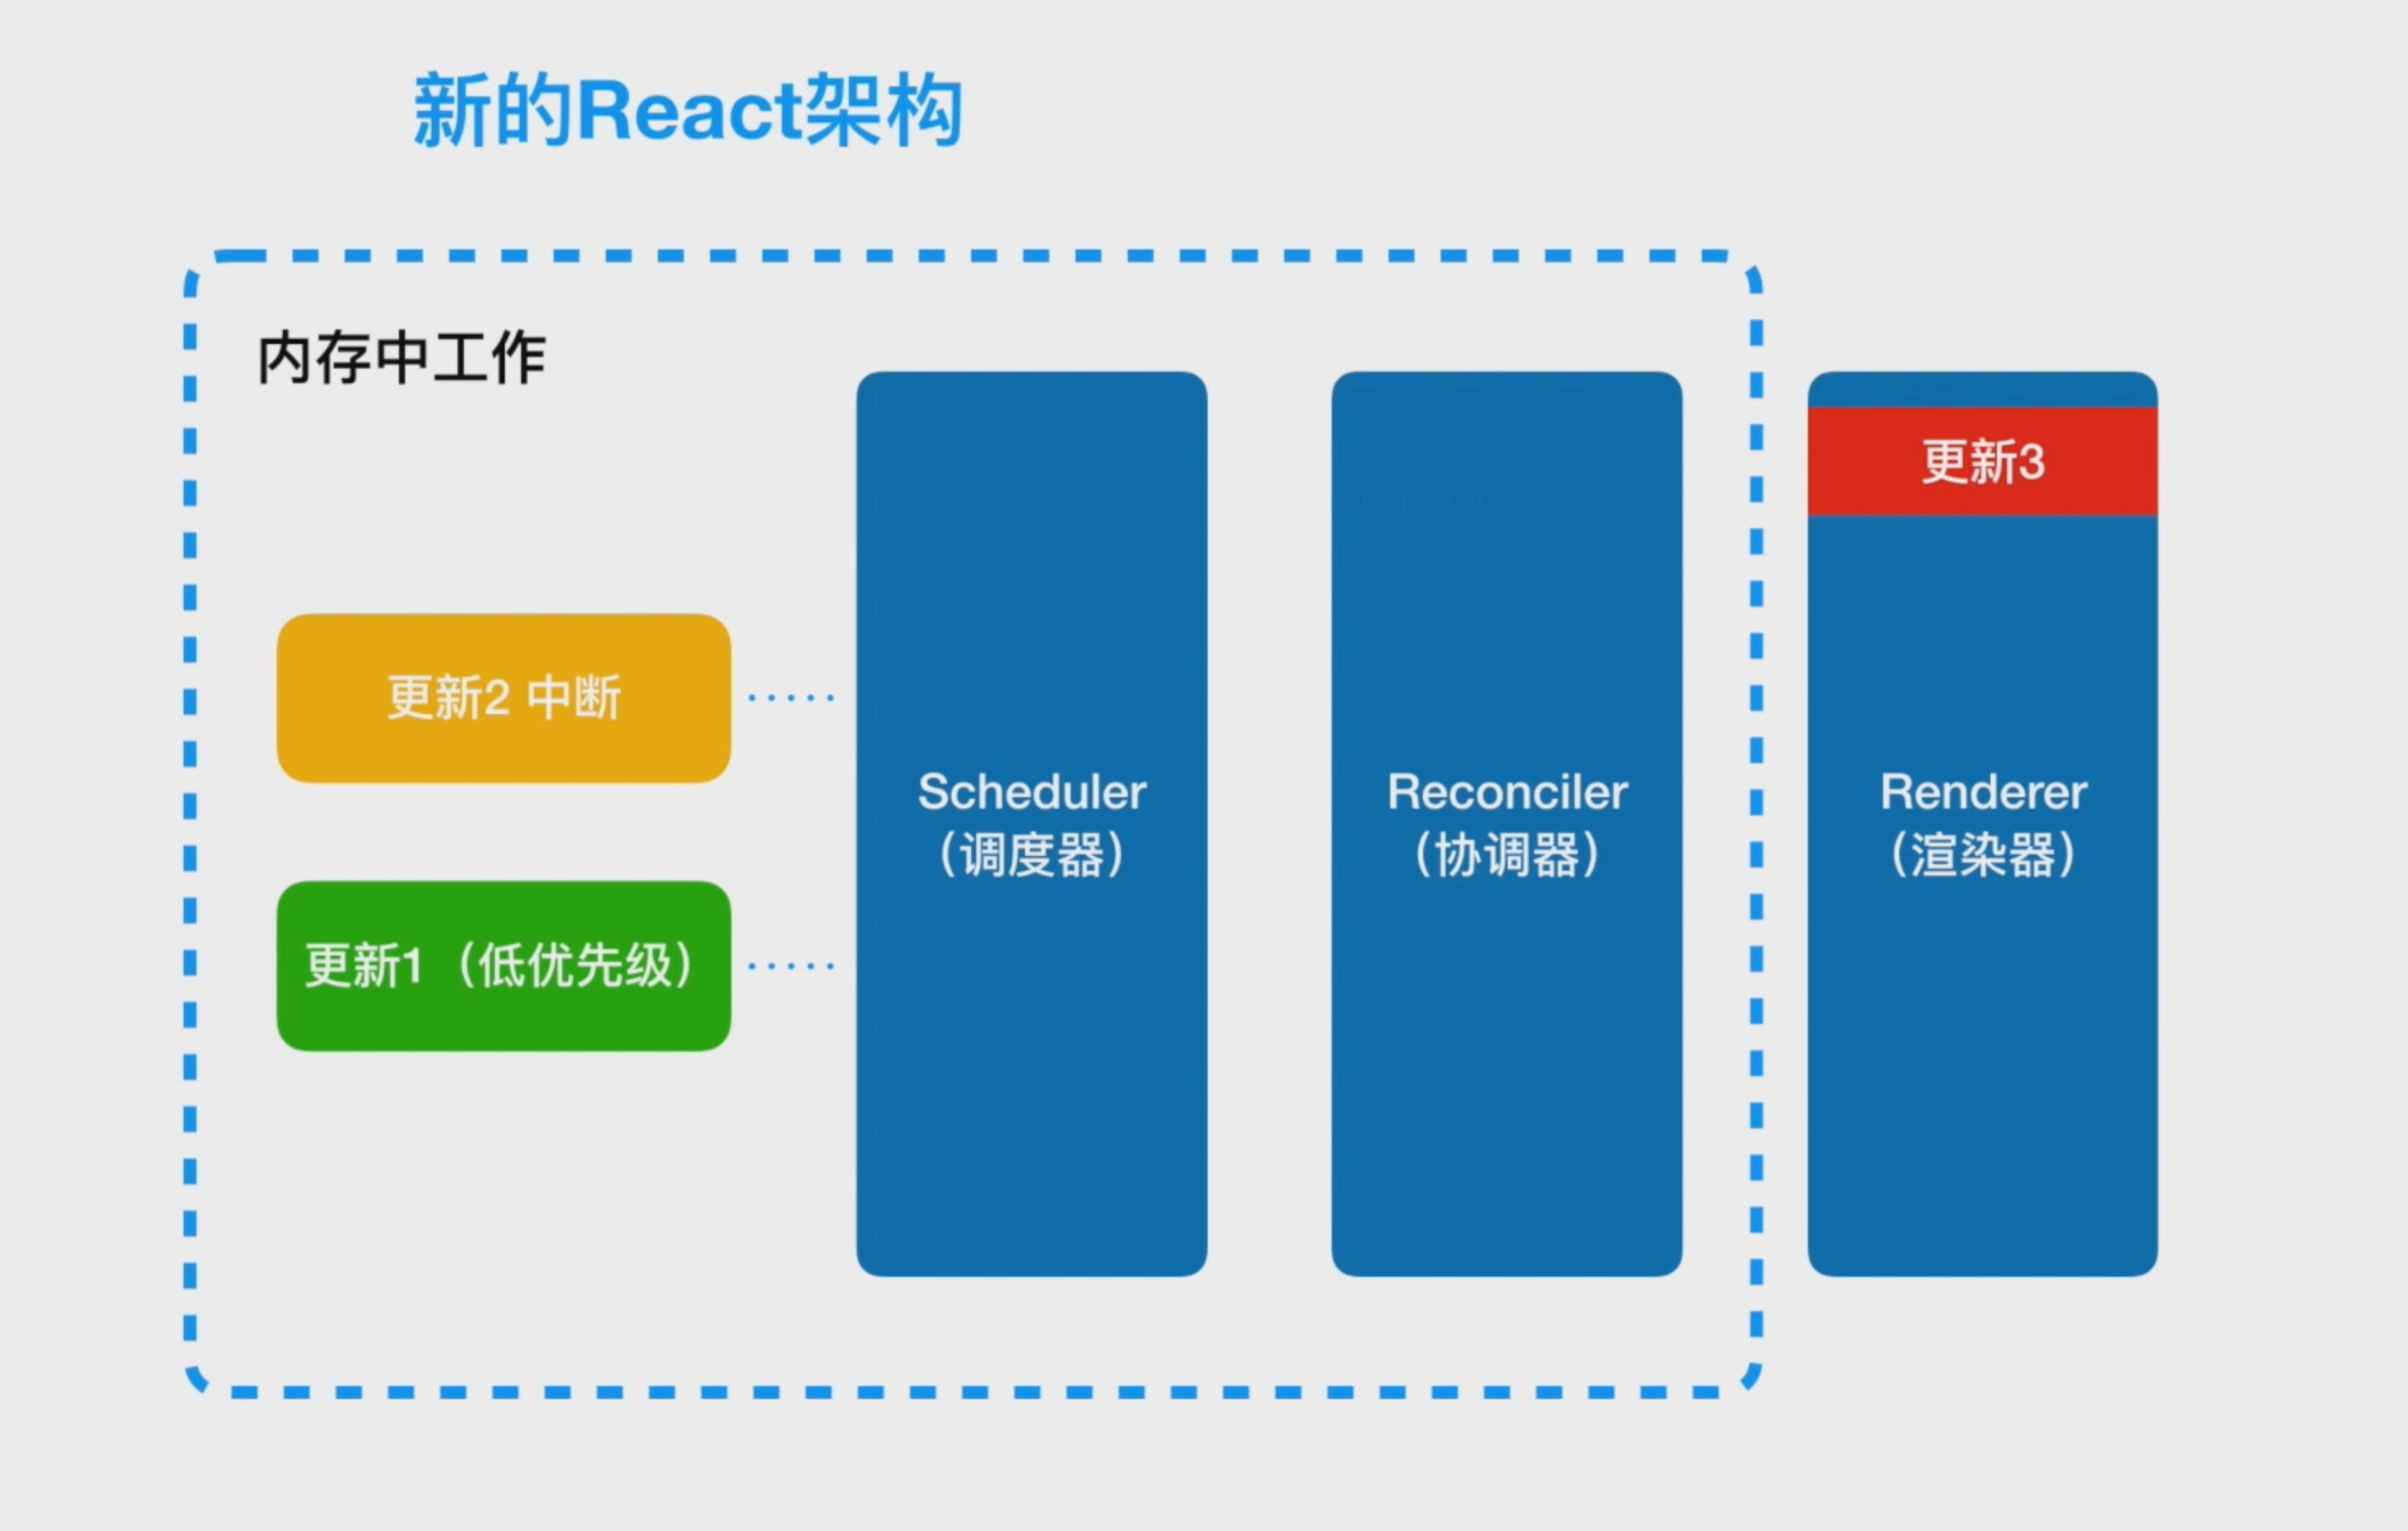 新的React架构
内存中工作
更新3
更新2 中断
Scheduler
（调度器）
Reconciler
（协调器）
Renderer
（渲染器）
更新1（低优先级）